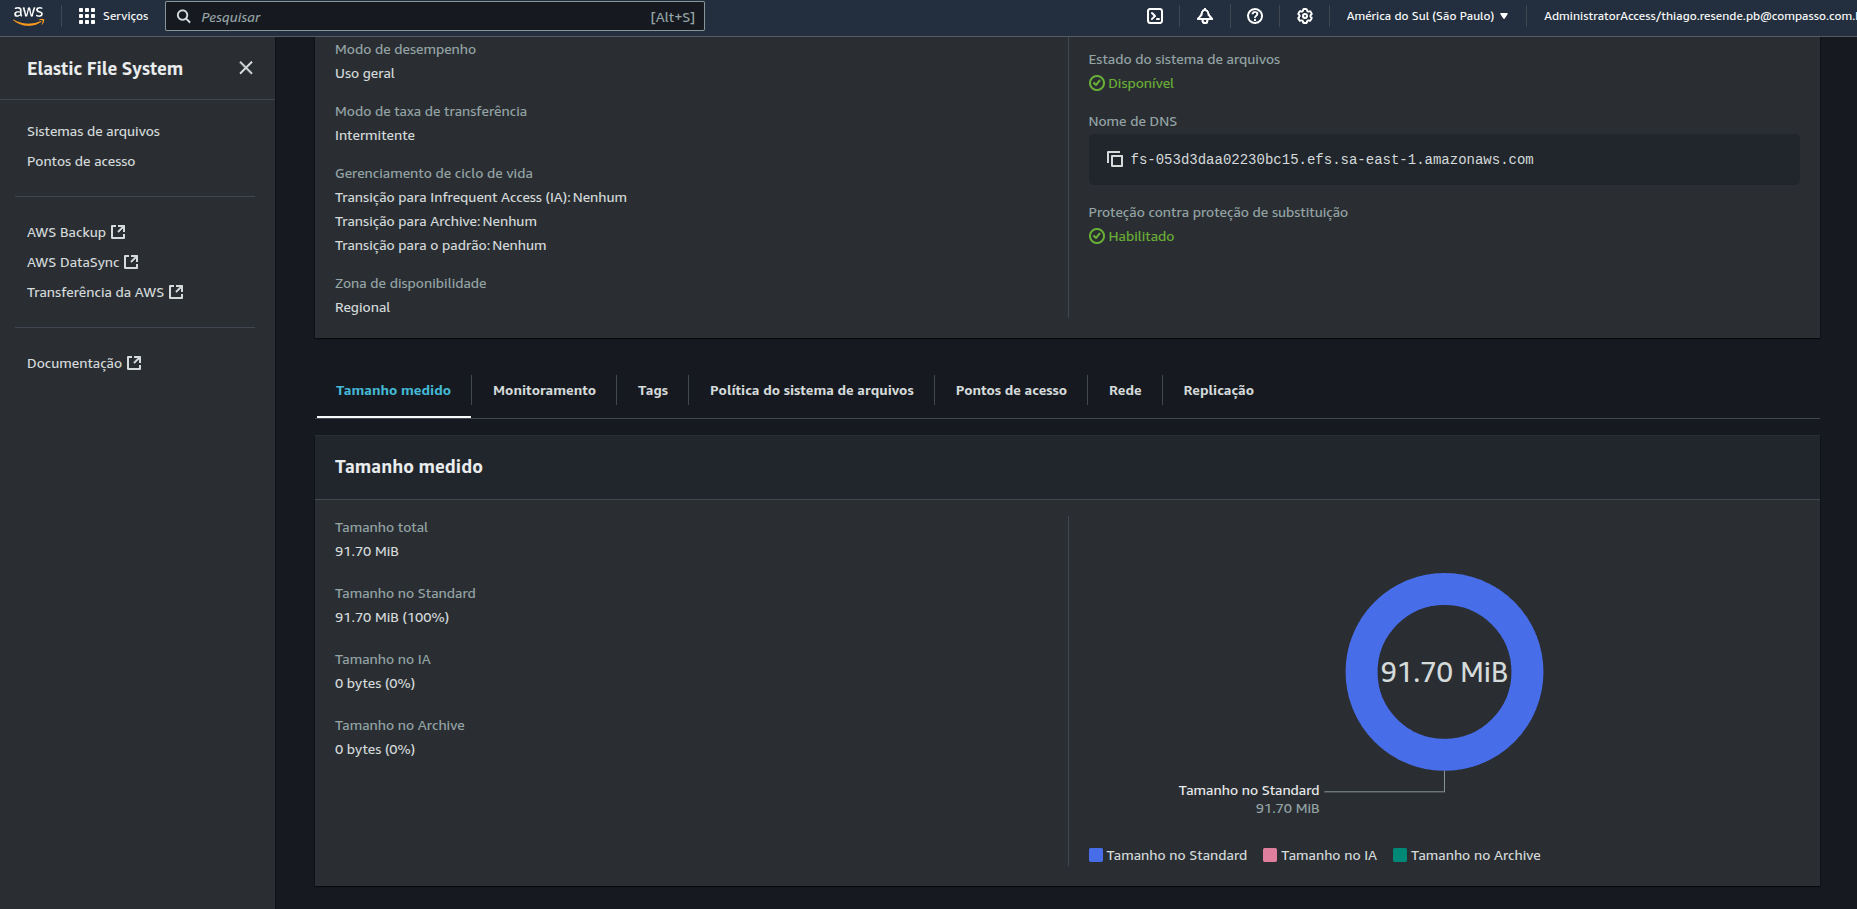 aws
Serviços
Pesquisar
[Alt+S]
América do Sul (São Paulo)
AdministratorAccess/thiago.resende.pb@compasso.com.
Elastic File System
Sistemas de arquivos
Pontos de acesso
AWS Backup
AWS DataSync
Transferência da AWS
Documentação
Modo de desempenho
Uso geral
Modo de taxa de transferência
Intermitente
Gerenciamento de ciclo de vida
Transição para Infrequent Access (IA): Nenhum
Transição para Archive: Nenhum
Transição para o padrão: Nenhum
Zona de disponibilidade
Regional
Estado do sistema de arquivos
Disponível
Nome de DNS
fs-053d3daa02230bc15.efs.sa-east-1.amazonaws.com
Proteção contra proteção de substituição
Habilitado
Tamanho medido
Monitoramento
Tags
Política do sistema de arquivos
Pontos de acesso
Rede
Replicação
Tamanho medido
Tamanho total
91.70 MiB
Tamanho no Standard
91.70 MiB (100%)
Tamanho no IA
0 bytes (0%)
Tamanho no Archive
0 bytes (0%)
91.70 MiB
Tamanho no Standard
91.70 MiB
Tamanho no Standard
Tamanho no IA
Tamanho no Archive